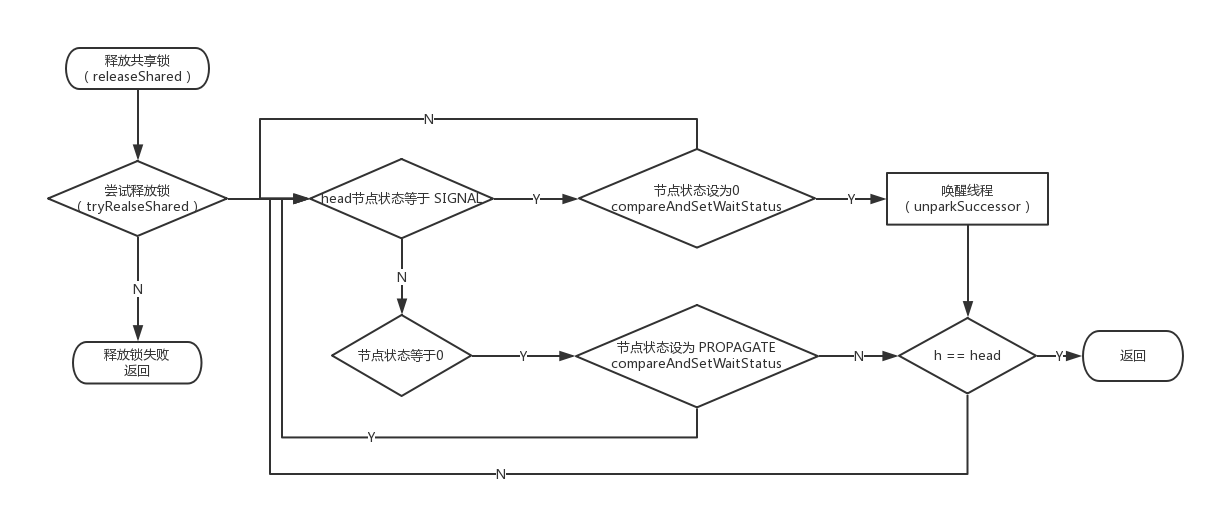 释放共享锁
( releaseShared )
N
尝试释放锁
( tryRealseShared )
head节点状态等于 SIGNAL
Y
节点状态设为0
compareAndSetWaitStatus
Y
唤醒线程
( unparkSuccessor )
N
N
释放锁失败
返回
节点状态等于0
Y
节点状态设为 PROPAGATE
compareAndSetWaitStatus
N
h == head
Y
返回
Y
N